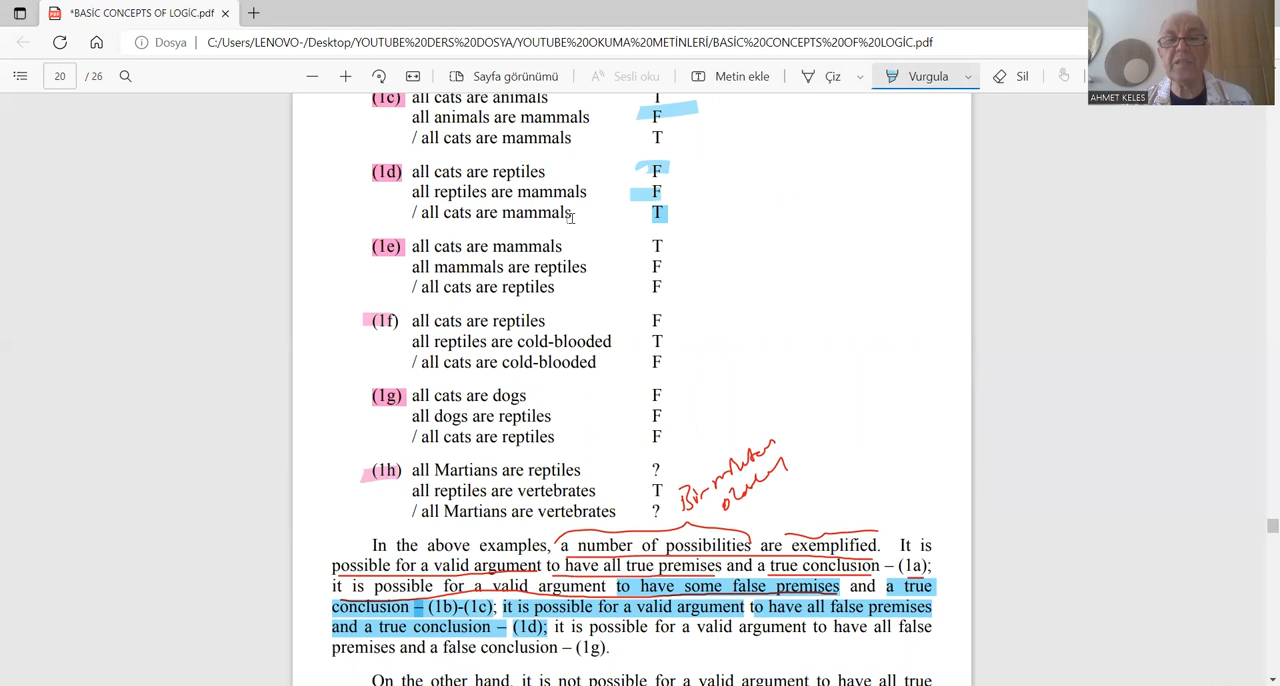 *BASİC CONCEPTS OF LOGİC.pdf
Dosya C:/Users/LENOVO-/Desktop/YOUTUBE%20DERS%20DOSYA/YOUTUBE%20OKUMA%20METİNLERİ/BASİC%20CONCEPTS%20OF%20LOGİC.pdf
20 / 26 Sayfa görünümü Sesli oku Metin ekle Çiz Vurgula Sil
AHMET KELES
(1c) all cats are animals T
all animals are mammals F
/ all cats are mammals T
(1d) all cats are reptiles F
all reptiles are mammals F
/ all cats are mammals T
(1e) all cats are mammals T
all mammals are reptiles F
/ all cats are reptiles F
(1f) all cats are reptiles F
all reptiles are cold-blooded T
/ all cats are cold-blooded F
(1g) all cats are dogs F
all dogs are reptiles F
/ all cats are reptiles F
(1h) all Martians are reptiles ?
all reptiles are vertebrates T
/ all Martians are vertebrates ?
In the above examples, a number of possibilities are exemplified. It is
possible for a valid argument to have all true premises and a true conclusion – (1a);
it is possible for a valid argument to have some false premises and a true
conclusion – (1b)-(1c); it is possible for a valid argument to have all false premises
and a true conclusion – (1d); it is possible for a valid argument to have all false
premises and a false conclusion – (1g).
On the other hand, it is not possible for a valid argument to have all true